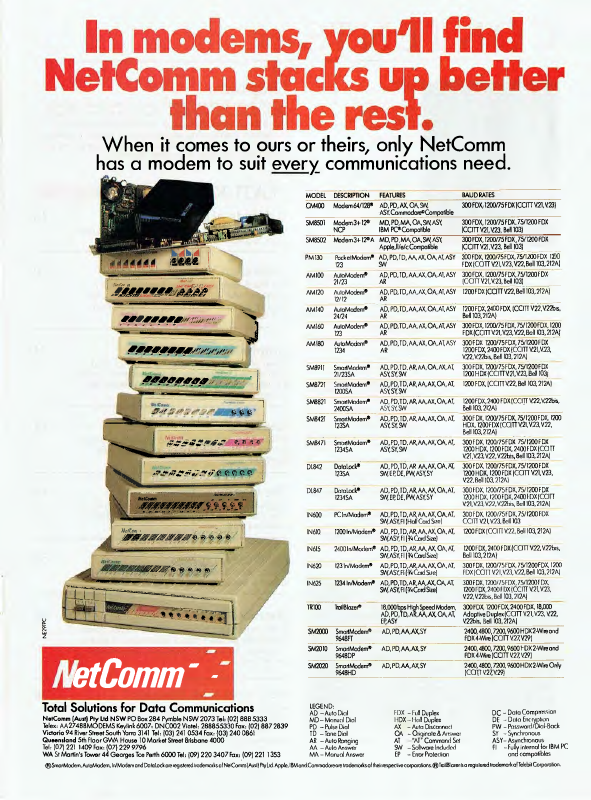 In modems, you'll find
NetComm stacks up better
than the rest.
When it comes to ours or theirs, only NetComm
has a modem to suit every communications need.
MODEL DESCRIPTION FEATURES BAUD RATES
CM400 Modem 64/128® AD, PD, AX, OA, SW, 300 FDX, 1200/75 FDX (CCITT V21, V23)
ASY, Commodore® Compatible
SM8501 Modem 3+12® MD, PD, MA, OA, SW, ASY, 300 FDX, 1200/75 FDX, 75/1200 FDX
NCP IBM PC® Compatible (CCITT V21, V23, Bell 103)
SM8502 Modem 3+12® A MD, PD, MA, OA, SW, ASY, 300 FDX, 1200/75 FDX, 75/1200 FDX
Apple, IIe/c Compatible (CCITT V21, V23, Bell 103)
PM130 PocketModem® AD, PD, TD, AA, AX, OA, AT, ASY 300 FDX, 1200/75 FDX, 75/1200 FDX 1200
123 SW FDX (CCITT V21, V23, V22, Bell 103, 212A)
AM100 AutoModem® AD, PD, TD, AA, AX, OA, AT, ASY 300 FDX, 1200/75 FDX, 75/1200 FDX
21/23 AR (CCITT V21, V23, Bell 103)
AM120 AutoModem® AD, PD, TD, AA, AX, OA, AT, ASY 1200 FDX (CCITT V22, Bell 103, 212A)
12/12 AR
AM140 AutoModem® AD, PD, TD, AA, AX, OA, AT, ASY 1200 FDX, 2400 FDX, (CCITT V22, V22bis,
24/24 AR Bell 103, 212A)
AM160 AutoModem® AD, PD, TD, AA, AX, OA, AT, ASY 300 FDX, 1200/75 FDX, 75/1200 FDX, 1200
123 AR FDX (CCITT V21, V23, V22, Bell 103, 212A)
AM180 AutoModem® AD, PD, TD, AA, AX, OA, AT, ASY 300 FDX, 1200/75 FDX, 75/1200 FDX
1234 AR 1200 FDX, 2400 FDX (CCITT V21, V23,
V22, V22bis, Bell 103, 212A)
SM8911 SmartModem® AD, PD, TD, AR, AA, OA, AX, AT, 300 FDX, 1200/75 FDX, 75/1200 FDX
21/23SA ASY, SY, SW 1200 HDX (CCITT V21, V23, Bell 103)
SM8721 SmartModem® AD, PD, TD, AR, AA, AX, OA, AT, 1200 FDX, (CCITT V22, Bell 103, 212A)
1200SA ASY, SY, SW
SM8821 SmartModem® AD, PD, TD, AR, AA, AX, OA, AT, 1200 FDX, 2400 FDX (CCITT V22, V22bis,
2400SA ASY, SY, SW Bell 103, 212A)
SM8421 SmartModem® AD, PD, TD, AR, AA, AX, OA, AT, 300 FDX, 1200/75 FDX, 75/1200 FDX, 1200
123SA ASY, SY, SW HDX, 1200 FDX (CCITT V21, V23, V22,
Bell 103, 212A)
SM8471 SmartModem® AD, PD, TD, AR, AA, AX, OA, AT, 300 FDX, 1200/75 FDX, 75/1200 FDX
1234SA ASY, SY, SW 1200 HDX, 1200 FDX, 2400 FDX (CCITT
V21, V23, V22, V22bis, Bell 103, 212A)
DL842 DataLock® AD, PD, TD, AR, AA, AX, OA, AT, 300 FDX, 1200/75 FDX, 75/1200 FDX
123SA SW, EP, DE, PW, ASY, SY 1200 HDX, 1200 FDX (CCITT V21, V23,
V22, Bell 103, 212A)
DL847 DataLock® AD, PD, TD, AR, AA, AX, OA, AT, 300 FDX, 1200/75 FDX, 75/1200 FDX
1234SA SW, EP, DE, PW, ASY, SY 1200 HDX, 1200 FDX, 2400 FDX (CCITT
V21, V23, V22, V22bis, Bell 103, 212A)
IN600 PC In/Modem® AD, PD, TD, AR, AA, AX, OA, AT, 300 FDX, 1200/75 FDX, 75/1200 FDX
SW, ASY, FI (Half Card Size) CCITT V21, V23, Bell 103
IN610 1200 In/Modem® AD, PD, TD, AR, AA, AX, OA, AT, 1200 FDX (CCITT V22, Bell 103, 212A)
SW, ASY, FI (¾ Card Size)
IN615 2400 In/Modem® AD, PD, TD, AR, AA, AX, OA, AT, 1200 FDX, 2400 FDX (CCITT V22, V22bis,
SW, ASY, FI (¾ Card Size) Bell 103, 212A)
IN620 123 In/Modem® AD, PD, TD, AR, AA, AX, OA, AT, 300 FDX, 1200/75 FDX, 75/1200 FDX, 1200
SW, ASY, FI (¾ Card Size) FDX (CCITT V21, V23, V22, Bell 103, 212A)
IN625 1234 In/Modem® AD, PD, TD, AR, AA, AX, OA, AT, 300 FDX, 1200/75 FDX, 75/1200 FDX,
SW, ASY, FI (¾ Card Size) 1200 FDX, 2400 FDX (CCITT V21, V23,
V22, V22bis, Bell 103, 212A)
TR100 TrailBlazer® 18,000 bps High Speed Modem, 300 FDX, 1200 FDX, 2400 FDX, 18,000
AD, PD, TD, AR, AA, AX, OA, AT, Adaptive Duplex (CCITT V21, V23, V22,
EP, ASY V22bis, Bell 103, 212A)
SM2000 SmartModem® AD, PD, AA, AX, SY 2400, 4800, 7200, 9600 HDX 2-Wire and
9648FT FDX 4-Wire (CCITT V27, V29)
SM2010 SmartModem® AD, PD, AA, AX, SY 2400, 4800, 7200, 9600 HDX 2-Wire and
9648DP FDX 4-Wire (CCITT V27, V29)
SM2020 SmartModem® AD, PD, AA, AX, SY 2400, 4800, 7200, 9600 HDX 2-Wire Only
9648HD (CCITT V27, V29)
NetComm
Total Solutions for Data Communications
NetComm (Aust) Pty Ltd NSW PO Box 284 Pymble NSW 2073 Tel: (02) 888 5533
Telex: AA27488 MODEMS Keylink 6007: DNC002 Viatel: 288855330 Fax: (02) 887 2839
Victoria 94 River Street South Yarra 3141 Tel: (03) 241 0534 Fax: (03) 240 0861
Queensland 5th Floor GWA House 10 Market Street Brisbane 4000
Tel: (07) 221 1409 Fax: (07) 229 9796
WA St Martin's Tower 44 Georges Tce Perth 6000 Tel: (09) 220 3407 Fax: (09) 221 1353
LEGEND:
AD – Auto Dial FDX – Full Duplex DC – Data Compression
MD – Manual Dial HDX – Half Duplex DE – Data Encryption
PD – Pulse Dial AX – Auto Disconnect PW – Password/Dial-Back
TD – Tone Dial OA – Originate & Answer SY – Synchronous
AR – Auto Ranging AT – "AT" Command Set ASY – Asynchronous
AA – Auto Answer SW – Software Included FI – Fully internal for IBM PC
MA – Manual Answer EP – Error Protection and compatibles
® SmartModem, AutoModem, In/Modem and DataLock are registered trademarks of NetComm (Aust) Pty Ltd. Apple, IBM and Commodore are trademarks of their respective corporations. ® TrailBlazer is a registered trademark of Telebit Corporation.